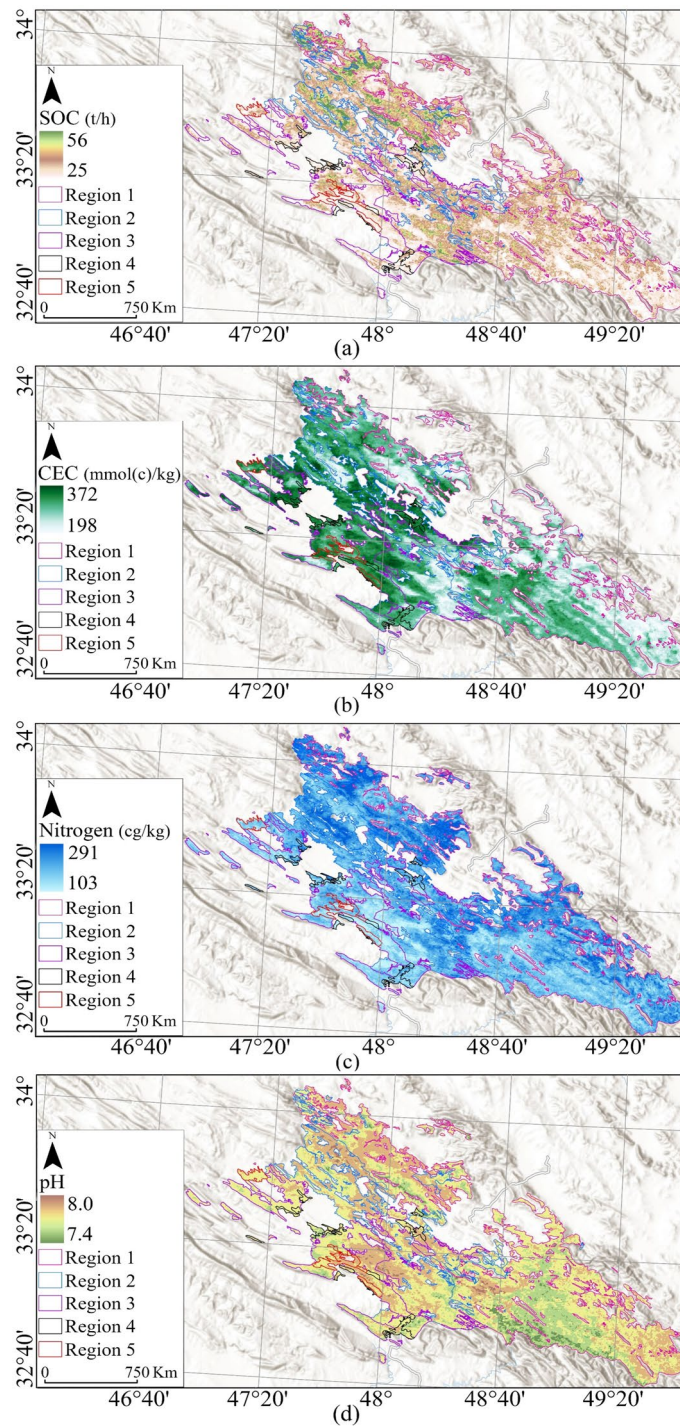 34°
33°20'
32°40'
N
SOC (t/h)
56
25
Region 1
Region 2
Region 3
Region 4
Region 5
0 750 Km
46°40' 47°20' 48° 48°40' 49°20'
(a)
34°
33°20'
32°40'
N
CEC (mmol(c)/kg)
372
198
Region 1
Region 2
Region 3
Region 4
Region 5
0 750 Km
46°40' 47°20' 48° 48°40' 49°20'
(b)
34°
33°20'
32°40'
N
Nitrogen (cg/kg)
291
103
Region 1
Region 2
Region 3
Region 4
Region 5
0 750 Km
46°40' 47°20' 48° 48°40' 49°20'
(c)
34°
33°20'
32°40'
N
pH
8.0
7.4
Region 1
Region 2
Region 3
Region 4
Region 5
0 750 Km
46°40' 47°20' 48° 48°40' 49°20'
(d)